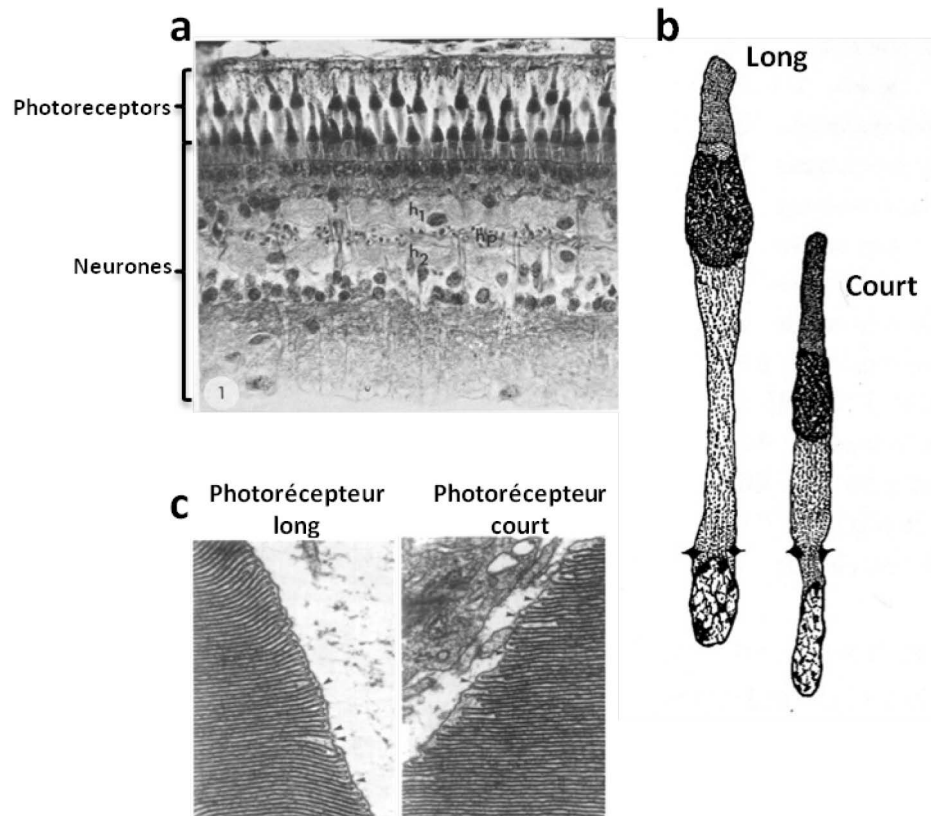 a
Photoreceptors
Neurones
h1
hp
h2
1
b
Long
Court
c
Photorécepteur
long
Photorécepteur
court